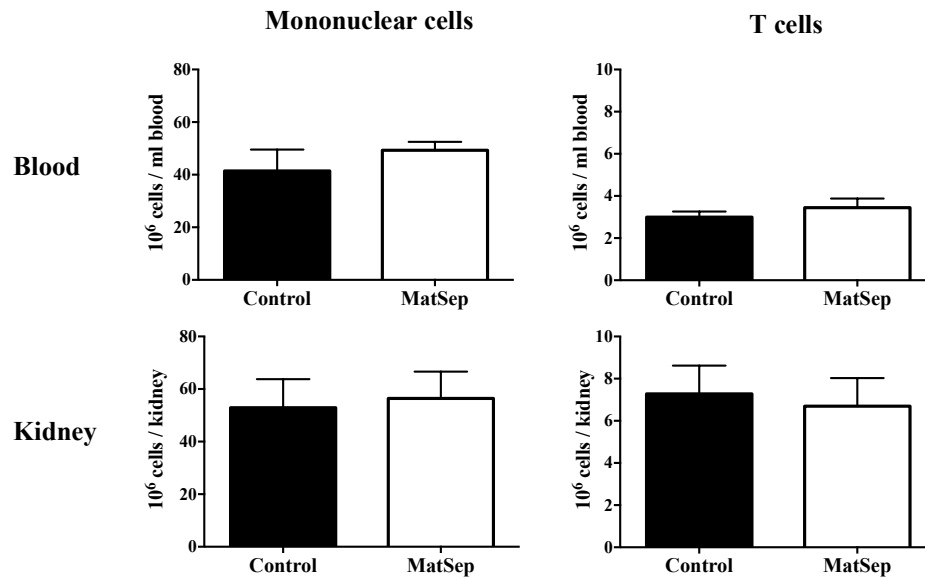 Mononuclear cells
T cells
Blood
10⁶ cells / ml blood
80
60
40
20
0
Control
MatSep
10⁶ cells / ml blood
10
8
6
4
2
0
Control
MatSep
Kidney
10⁶ cells / kidney
80
60
40
20
0
Control
MatSep
10⁶ cells / kidney
10
8
6
4
2
0
Control
MatSep